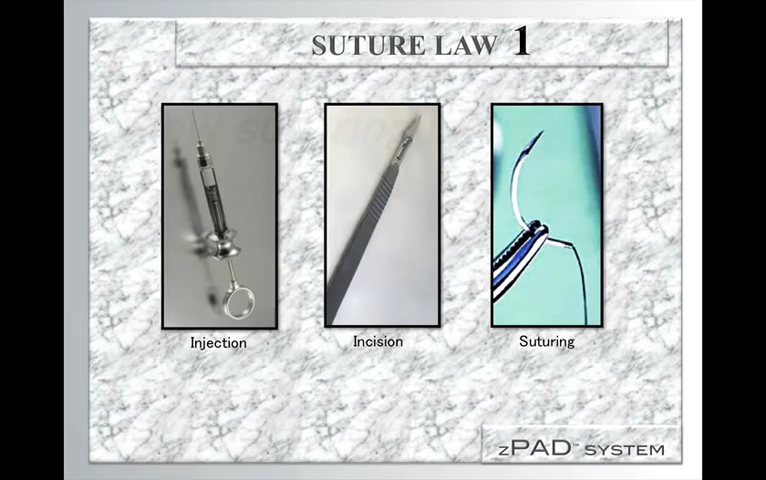 SUTURE LAW 1
Injection
Incision
Suturing
zPAD™ SYSTEM